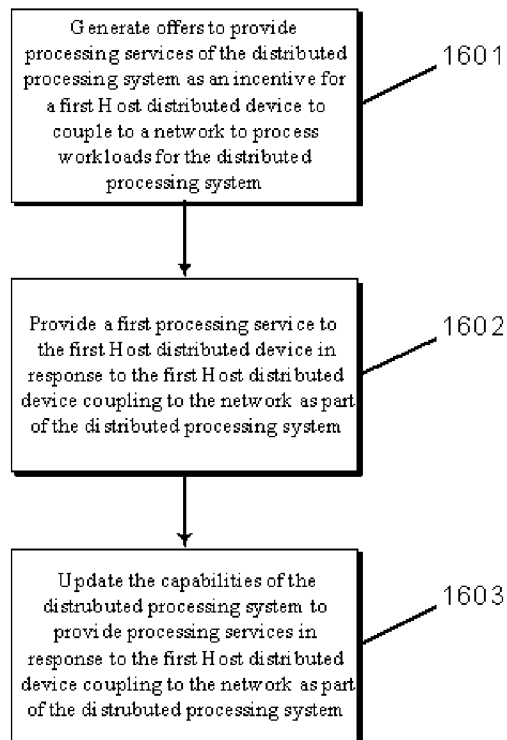 Generate offers to provide
processing services of the distributed
processing system as an incentive for
a first Host distributed device to
couple to a network to process
workloads for the distributed
processing system
1601
Provide a first processing service to
the first Host distributed device in
response to the first Host distributed
device coupling to the network as part
of the distributed processing system
1602
Update the capabilities of the
distrubuted processing system to
provide processing services in
response to the first Host distributed
device coupling to the network as part
of the distrubuted processing system
1603